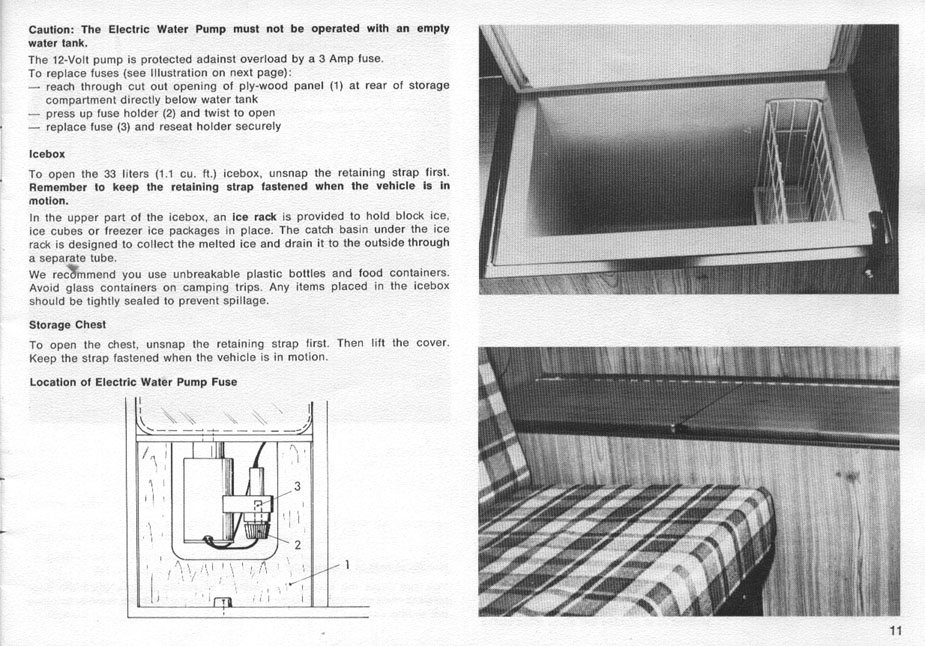 Caution: The Electric Water Pump must not be operated with an empty
water tank.
The 12-Volt pump is protected adainst overload by a 3 Amp fuse.
To replace fuses (see Illustration on next page):
— reach through cut out opening of ply-wood panel (1) at rear of storage
compartment directly below water tank
— press up fuse holder (2) and twist to open
— replace fuse (3) and reseat holder securely
Icebox
To open the 33 liters (1.1 cu. ft.) icebox, unsnap the retaining strap first.
Remember to keep the retaining strap fastened when the vehicle is in
motion.
In the upper part of the icebox, an ice rack is provided to hold block ice,
ice cubes or freezer ice packages in place. The catch basin under the ice
rack is designed to collect the melted ice and drain it to the outside through
a separate tube.
We recommend you use unbreakable plastic bottles and food containers.
Avoid glass containers on camping trips. Any items placed in the icebox
should be tightly sealed to prevent spillage.
Storage Chest
To open the chest, unsnap the retaining strap first. Then lift the cover.
Keep the strap fastened when the vehicle is in motion.
Location of Electric Water Pump Fuse
3
2
1
11